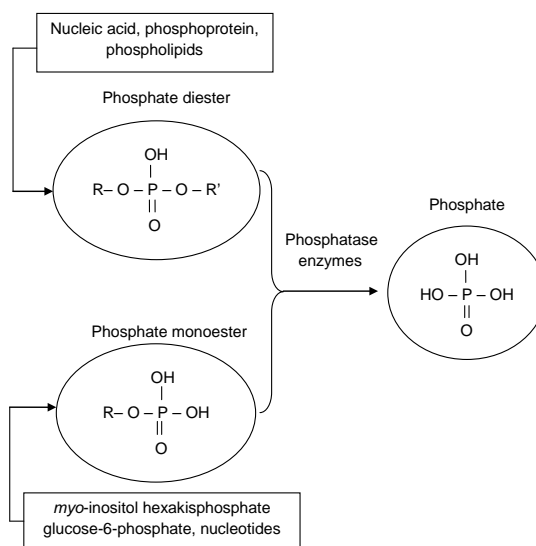 Nucleic acid, phosphoprotein,
phospholipids
Phosphate diester
OH
R– O – P – O – R’
O
Phosphatase
enzymes
Phosphate
OH
HO – P – OH
O
Phosphate monoester
OH
R – O – P – OH
O
myo-inositol hexakisphosphate
glucose-6-phosphate, nucleotides